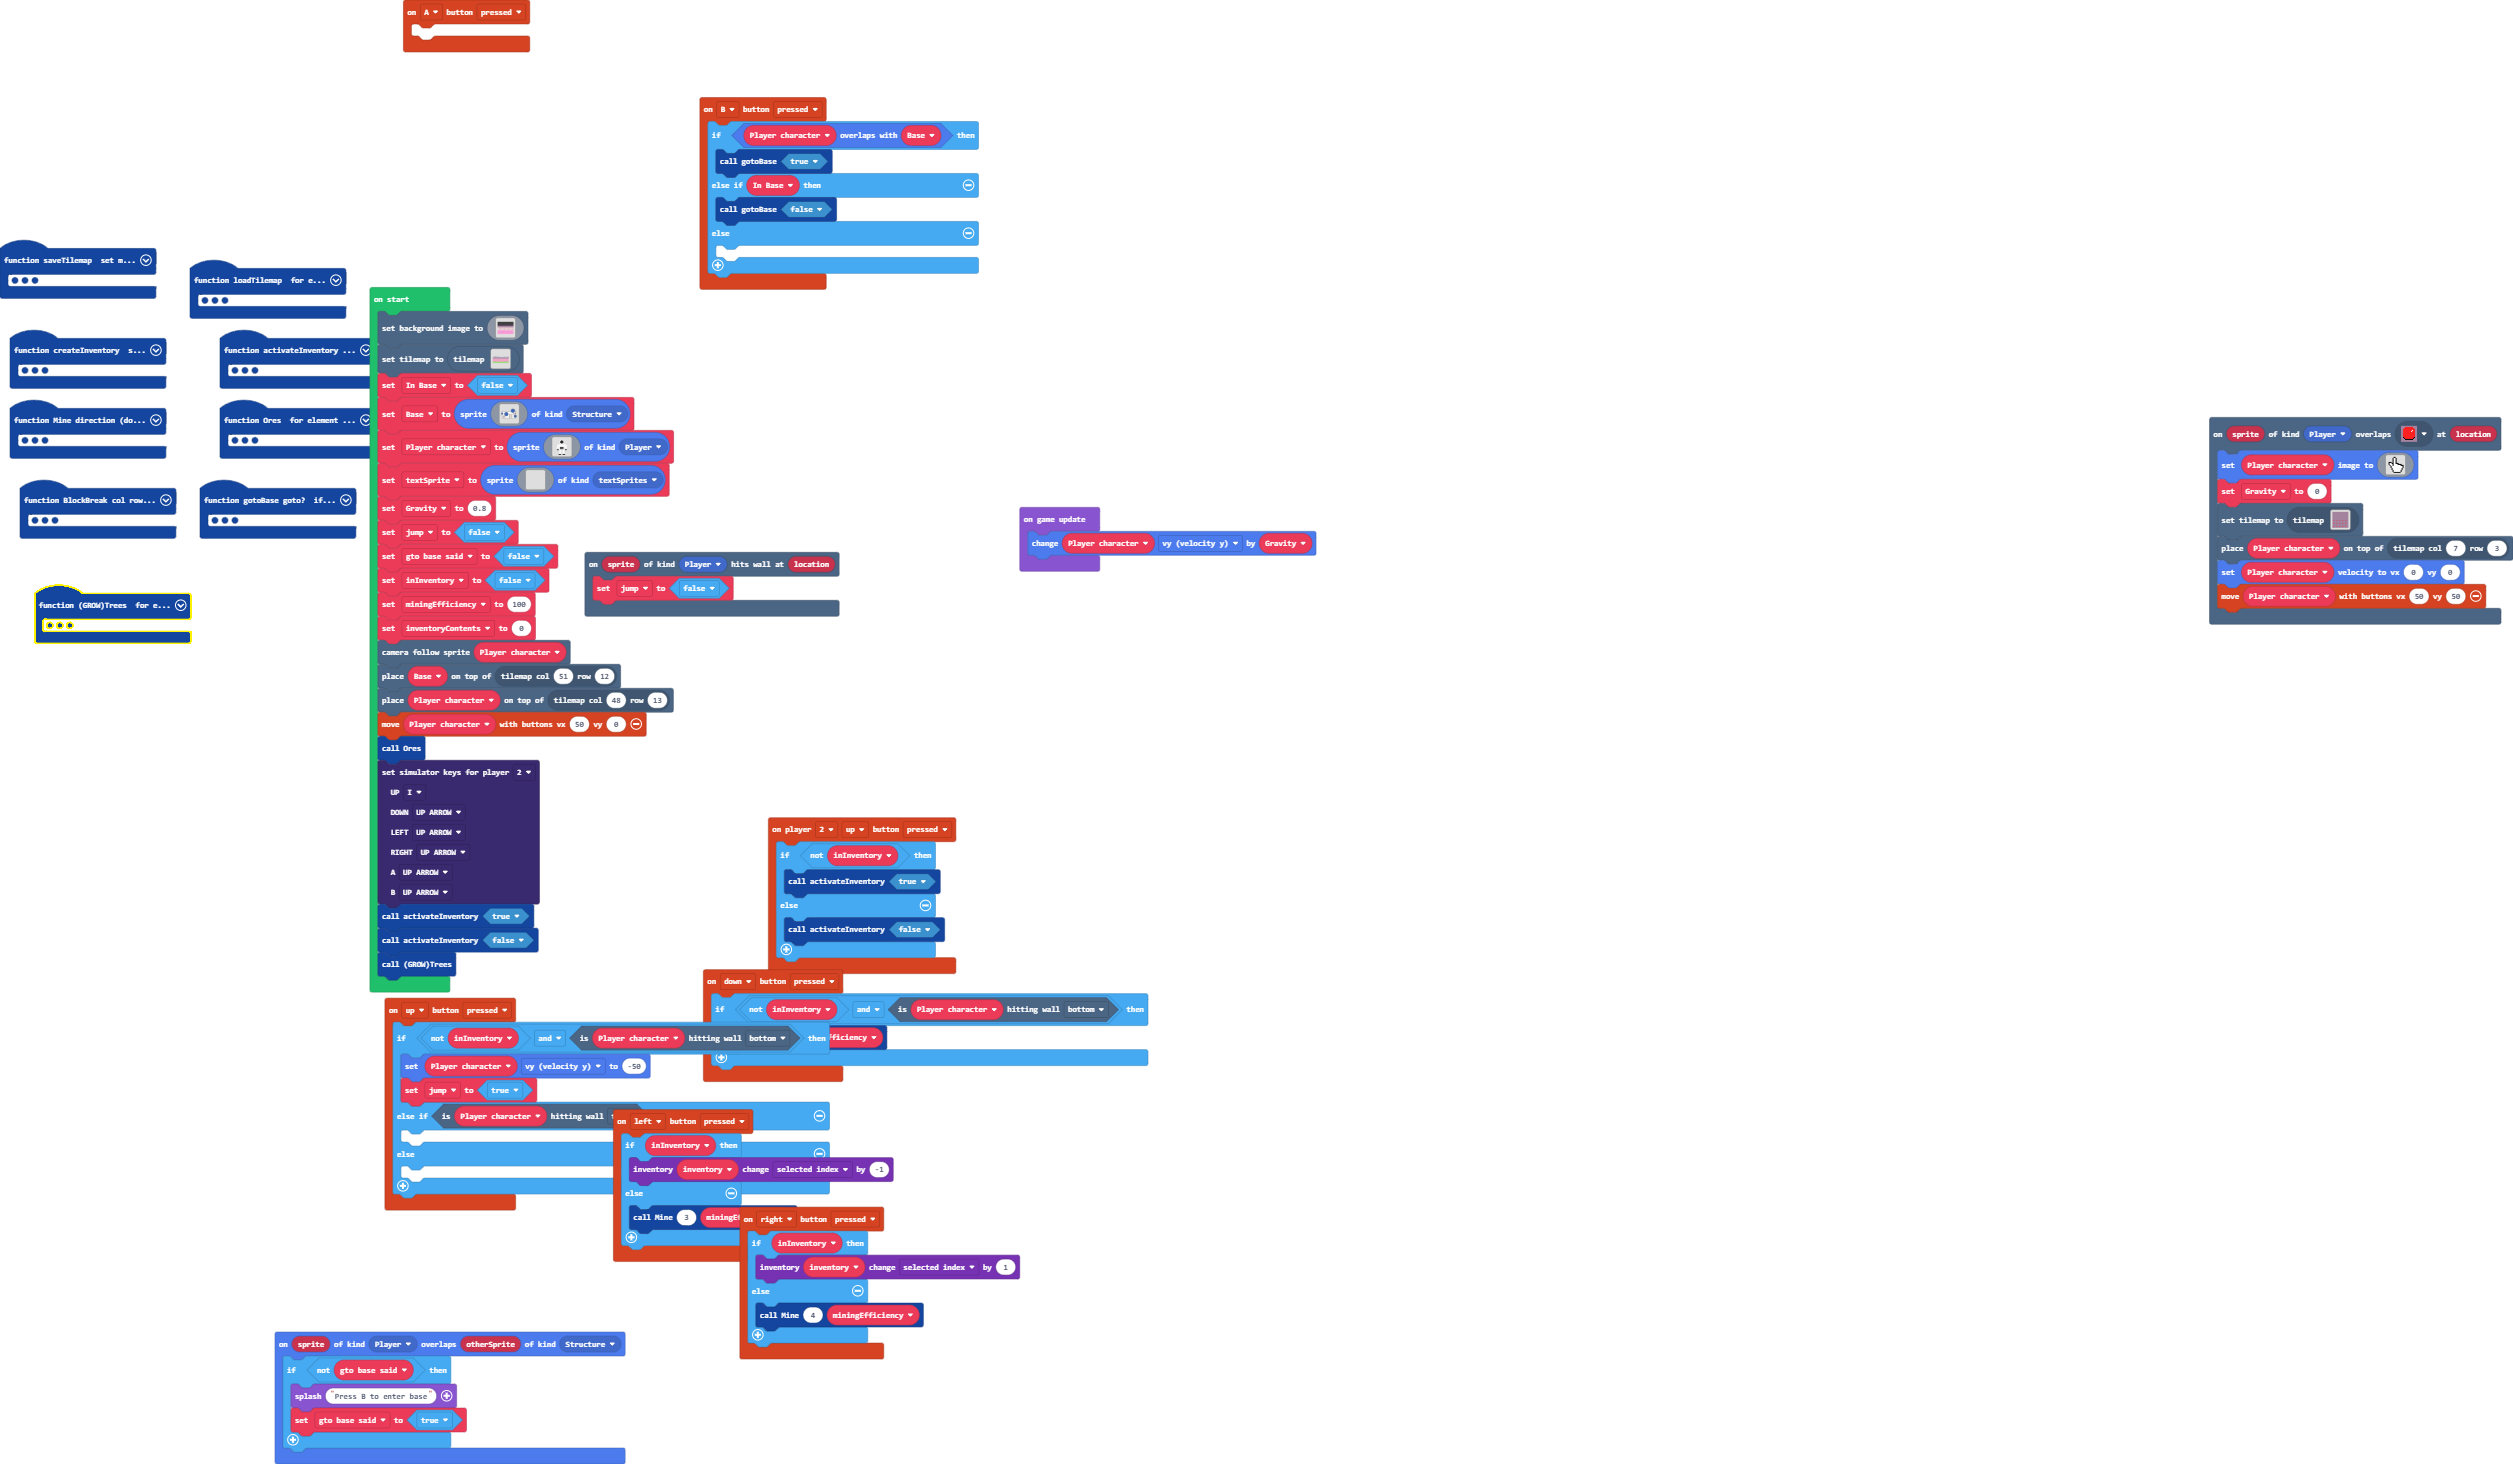 on A button pressed
on B button pressed
if Player character overlaps with Base then
call gotoBase true
else if In Base then
call gotoBase false
else
function saveTilemap set m...
function loadTilemap for e...
function createInventory s...
function activateInventory ...
function Mine direction (do...
function Ores for element ...
function BlockBreak col row...
function gotoBase goto? if...
function (GROW)Trees for e...
on start
set background image to
set tilemap to tilemap
set In Base to false
set Base to sprite of kind Structure
set Player character to sprite of kind Player
set textSprite to sprite of kind textSprites
set Gravity to 0.8
set jump to false
set gto base said to false
set inInventory to false
set miningEfficiency to 100
set inventoryContents to 0
camera follow sprite Player character
place Base on top of tilemap col 51 row 12
place Player character on top of tilemap col 48 row 13
move Player character with buttons vx 50 vy 0
call Ores
set simulator keys for player 2
UP I
DOWN UP ARROW
LEFT UP ARROW
RIGHT UP ARROW
A UP ARROW
B UP ARROW
call activateInventory true
call activateInventory false
call (GROW)Trees
on sprite of kind Player hits wall at location
set jump to false
on game update
change Player character vy (velocity y) by Gravity
on sprite of kind Player overlaps at location
set Player character image to
set Gravity to 0
set tilemap to tilemap
place Player character on top of tilemap col 7 row 3
set Player character velocity to vx 0 vy 0
move Player character with buttons vx 50 vy 50
on player 2 up button pressed
if not inInventory then
call activateInventory true
else
call activateInventory false
on down button pressed
if not inInventory and is Player character hitting wall bottom then
fficiency
on up button pressed
if not inInventory and is Player character hitting wall bottom then
set Player character vy (velocity y) to -50
set jump to true
else if is Player character hitting wall
else
on left button pressed
if inInventory then
inventory inventory change selected index by -1
else
call Mine 3 miningEf
on right button pressed
if inInventory then
inventory inventory change selected index by 1
else
call Mine 4 miningEfficiency
on sprite of kind Player overlaps otherSprite of kind Structure
if not gto base said then
splash "Press B to enter base"
set gto base said to true